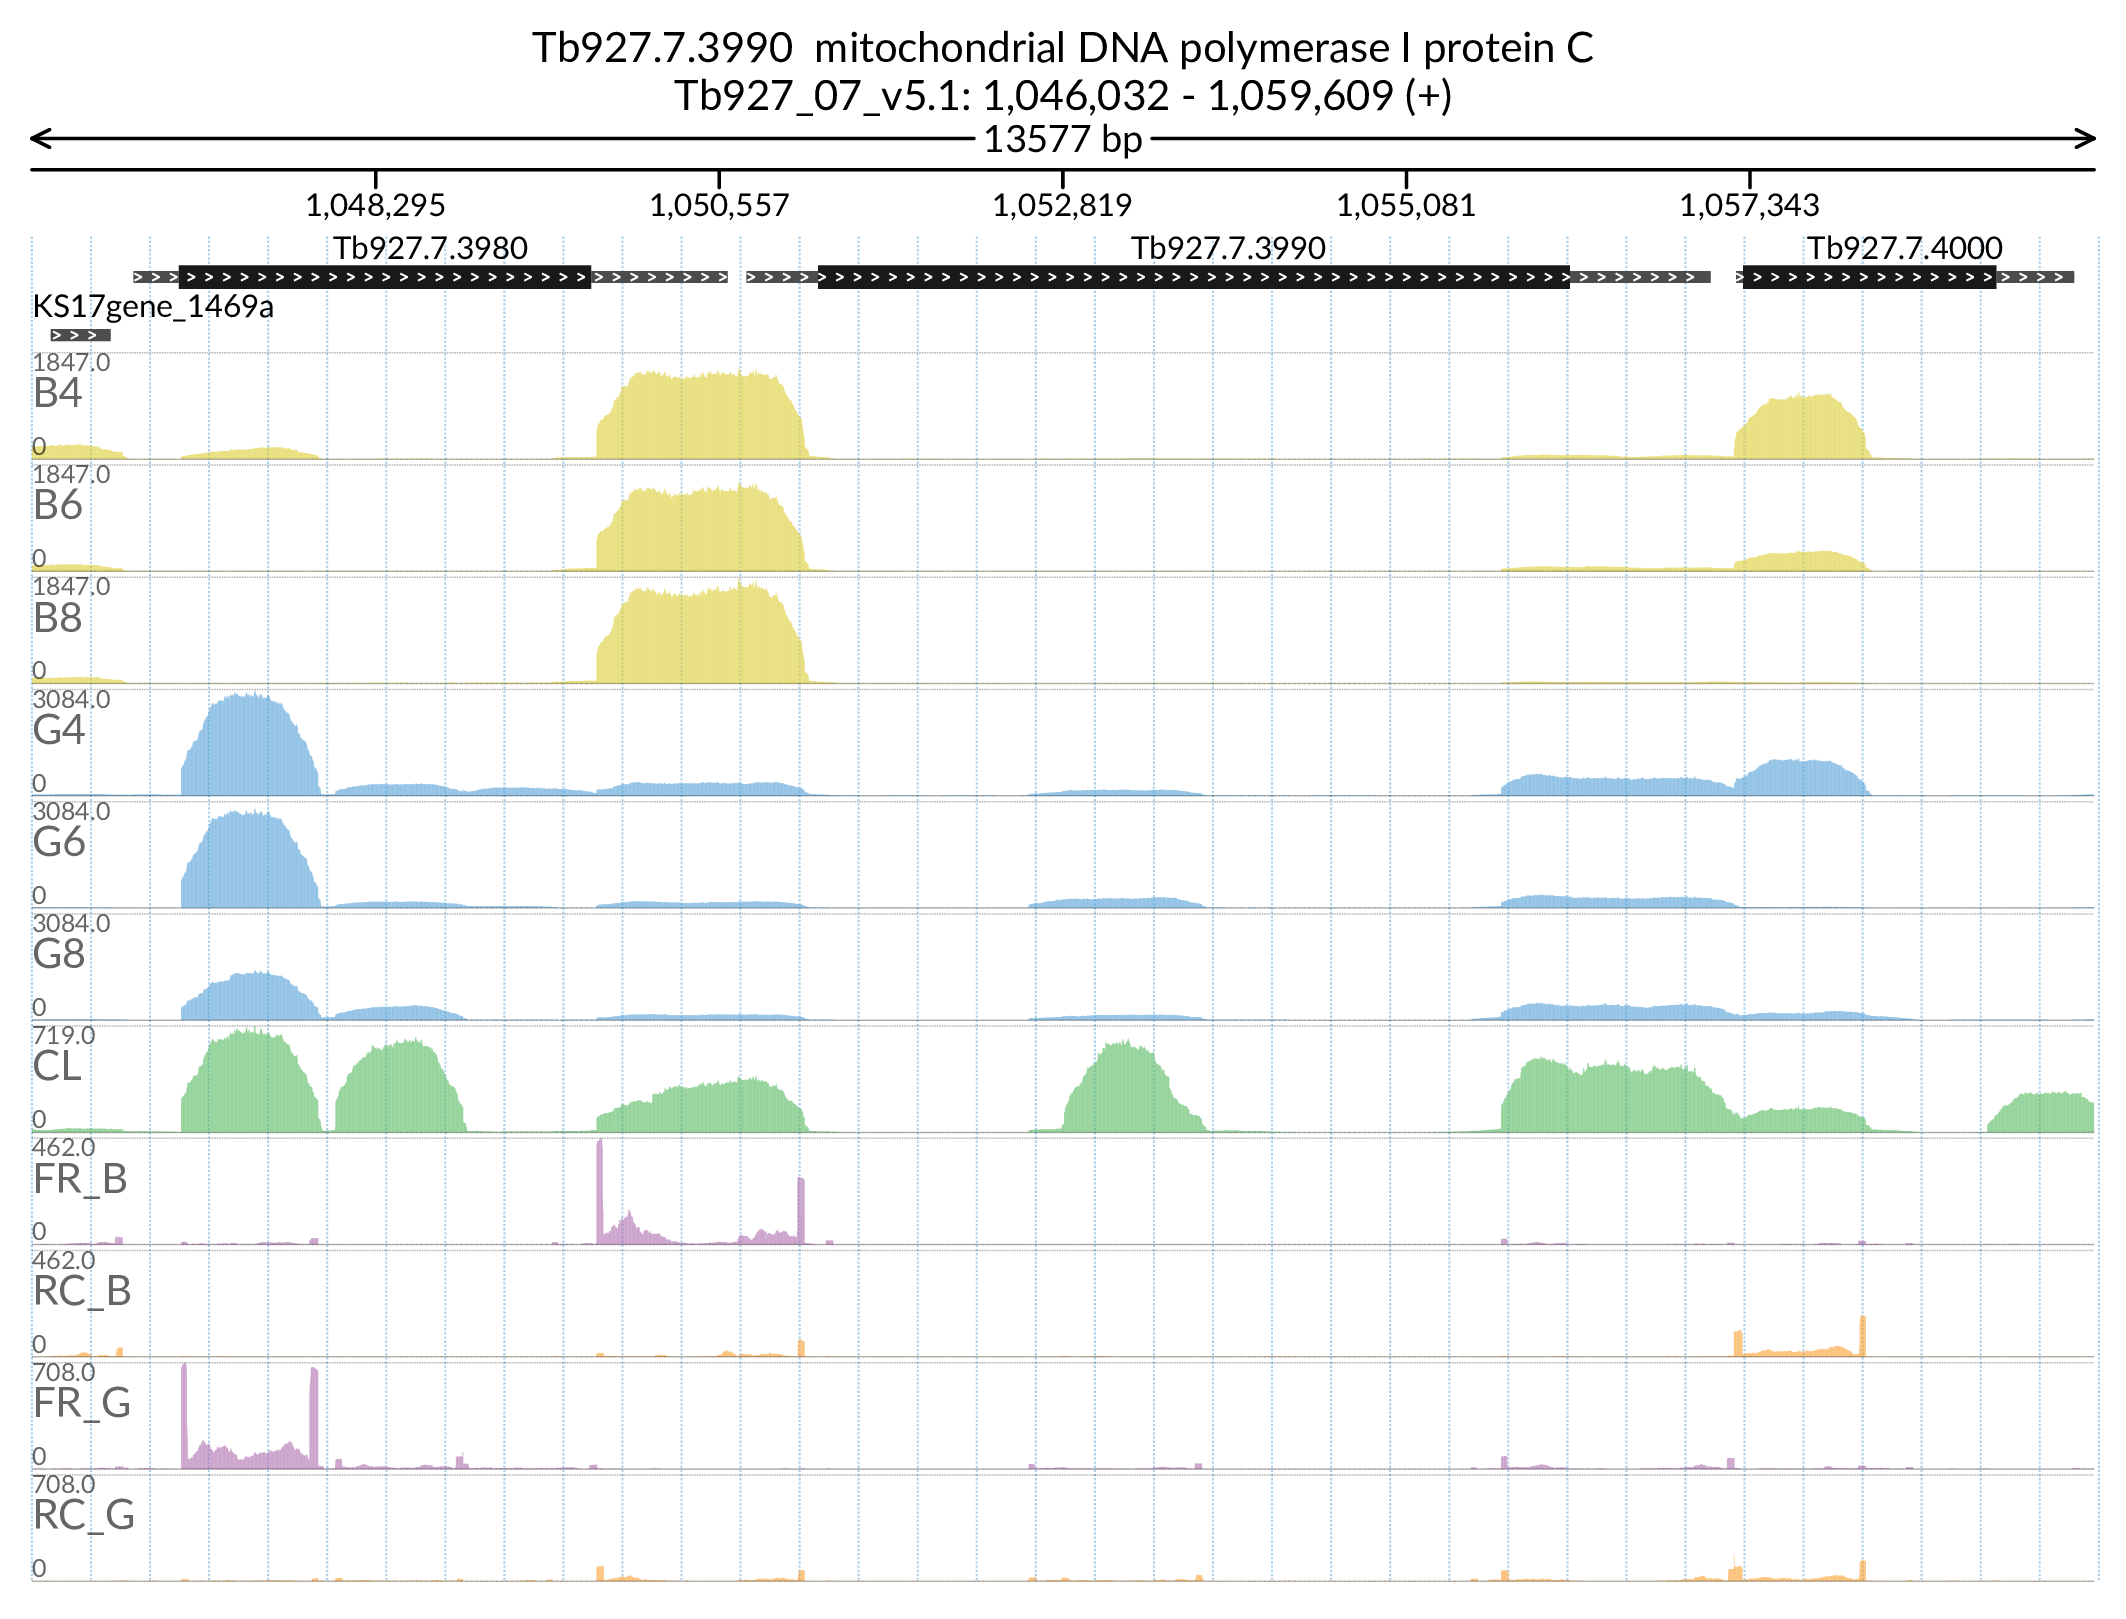 Tb927.7.3990 mitochondrial DNA polymerase I protein C
Tb927_07_v5.1: 1,046,032 - 1,059,609 (+)
13577 bp
1,048,295 1,050,557 1,052,819 1,055,081 1,057,343
Tb927.7.3980 Tb927.7.3990 Tb927.7.4000
KS17gene_1469a
1847.0
B4
0
1847.0
B6
0
1847.0
B8
0
3084.0
G4
0
3084.0
G6
0
3084.0
G8
0
719.0
CL
0
462.0
FR_B
0
462.0
RC_B
0
708.0
FR_G
0
708.0
RC_G
0